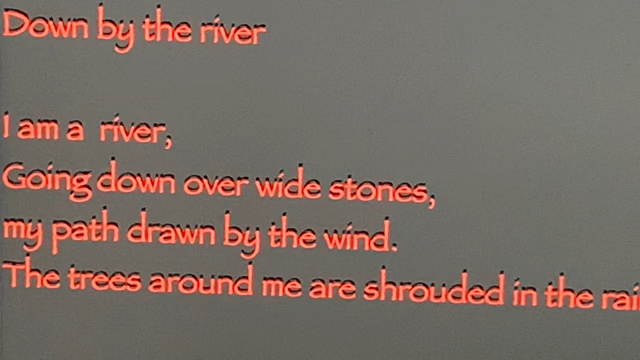 Down by the river
I am a river,
Going down over wide stones,
my path drawn by the wind.
The trees around me are shrouded in the